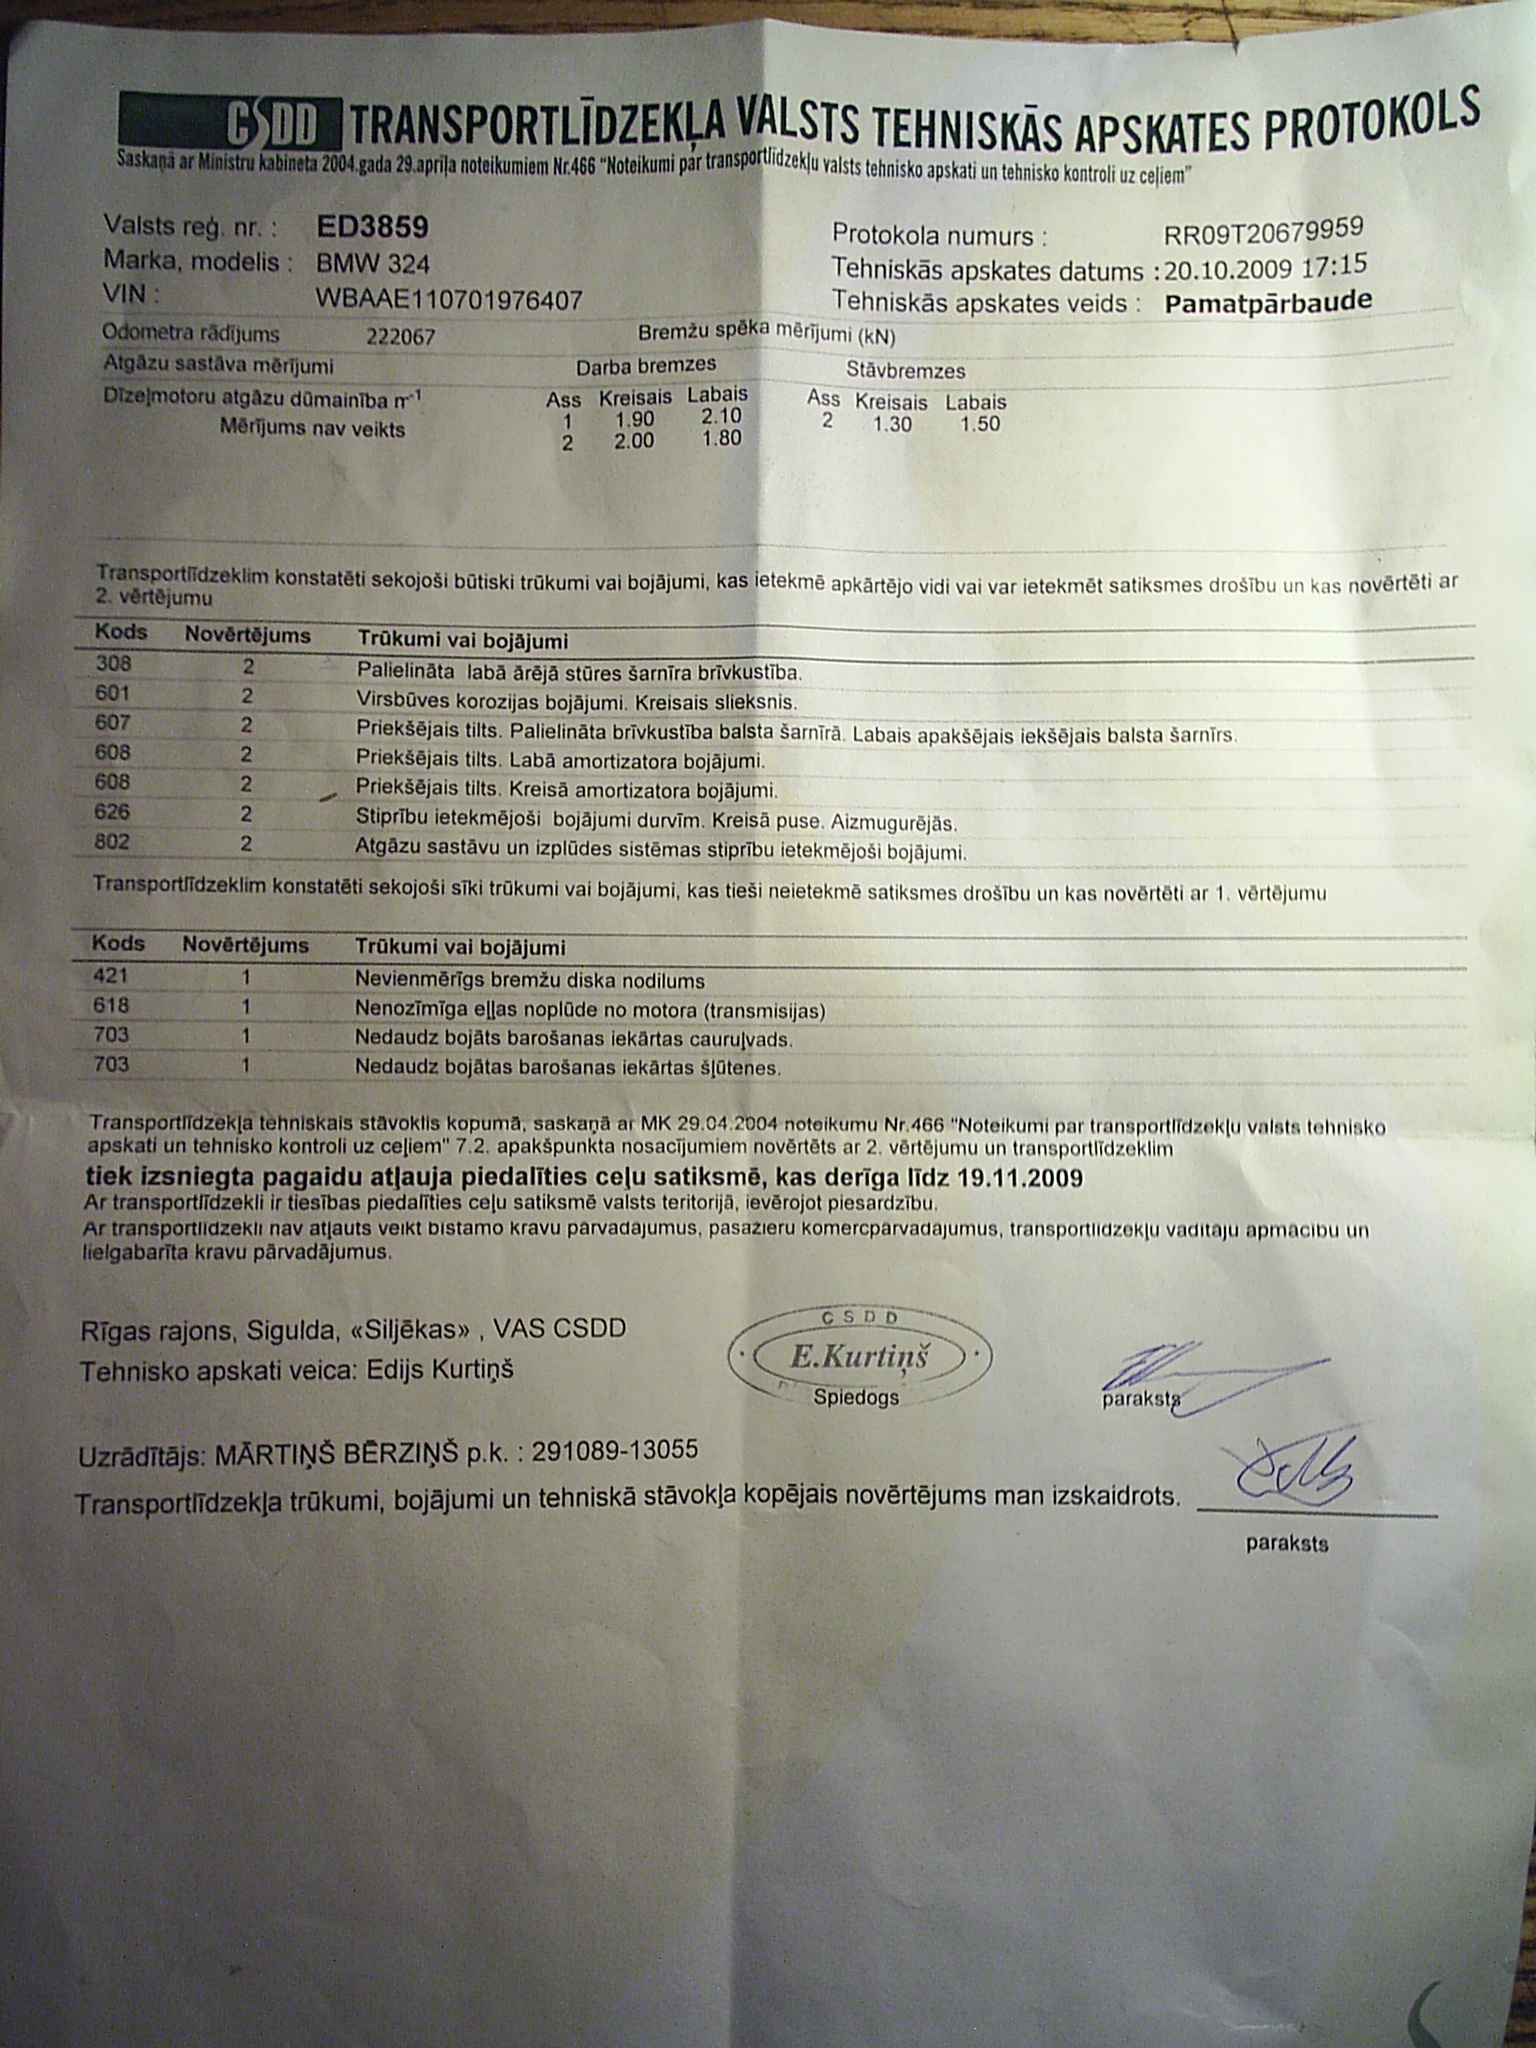 CSDD TRANSPORTLĪDZEKĻA VALSTS TEHNISKĀS APSKATES PROTOKOLS
Saskaņā ar Ministru kabineta 2004.gada 29.aprīļa noteikumiem Nr.466 "Noteikumi par transportlīdzekļu valsts tehnisko apskati un tehnisko kontroli uz ceļiem"
Valsts reģ. nr. : ED3859 Protokola numurs : RR09T20679959
Marka, modelis : BMW 324 Tehniskās apskates datums : 20.10.2009 17:15
VIN : WBAAE110701976407 Tehniskās apskates veids : Pamatpārbaude
Odometra rādījums 222067 Bremžu spēka mērījumi (kN)
Atgāzu sastāva mērījumi Darba bremzes Stāvbremzes
Dīzeļmotoru atgāzu dūmainība m-1 Ass Kreisais Labais Ass Kreisais Labais
Mērījums nav veikts 1 1.90 2.10 2 1.30 1.50
2 2.00 1.80
Transportlīdzeklim konstatēti sekojoši būtiski trūkumi vai bojājumi, kas ietekmē apkārtējo vidi vai var ietekmēt satiksmes drošību un kas novērtēti ar
2. vērtējumu
Kods Novērtējums Trūkumi vai bojājumi
308 2 Palielināta labā ārējā stūres šarnīra brīvkustība.
601 2 Virsbūves korozijas bojājumi. Kreisais slieksnis.
607 2 Priekšējais tilts. Palielināta brīvkustība balsta šarnīrā. Labais apakšējais iekšējais balsta šarnīrs.
608 2 Priekšējais tilts. Labā amortizatora bojājumi.
608 2 Priekšējais tilts. Kreisā amortizatora bojājumi.
626 2 Stiprību ietekmējoši bojājumi durvīm. Kreisā puse. Aizmugurējās.
802 2 Atgāzu sastāvu un izplūdes sistēmas stiprību ietekmējoši bojājumi.
Transportlīdzeklim konstatēti sekojoši sīki trūkumi vai bojājumi, kas tieši neietekmē satiksmes drošību un kas novērtēti ar 1. vērtējumu
Kods Novērtējums Trūkumi vai bojājumi
421 1 Nevienmērīgs bremžu diska nodilums
618 1 Nenozīmīga eļļas noplūde no motora (transmisijas)
703 1 Nedaudz bojāts barošanas iekārtas cauruļvads.
703 1 Nedaudz bojātas barošanas iekārtas šļūtenes.
Transportlīdzekļa tehniskais stāvoklis kopumā, saskaņā ar MK 29.04.2004 noteikumu Nr.466 "Noteikumi par transportlīdzekļu valsts tehnisko
apskati un tehnisko kontroli uz ceļiem" 7.2. apakšpunkta nosacījumiem novērtēts ar 2. vērtējumu un transportlīdzeklim
tiek izsniegta pagaidu atļauja piedalīties ceļu satiksmē, kas derīga līdz 19.11.2009
Ar transportlīdzekli ir tiesības piedalīties ceļu satiksmē valsts teritorijā, ievērojot piesardzību.
Ar transportlīdzekli nav atļauts veikt bīstamo kravu pārvadājumus, pasažieru komercpārvadājumus, transportlīdzekļu vadītāju apmācību un
lielgabarīta kravu pārvadājumus.
Rīgas rajons, Sigulda, «Siljēkas» , VAS CSDD
CSDD
E.Kurtiņš
Tehnisko apskati veica: Edijs Kurtiņš Spiedogs paraksts
Uzrādītājs: MĀRTIŅŠ BĒRZIŅŠ p.k. : 291089-13055
Transportlīdzekļa trūkumi, bojājumi un tehniskā stāvokļa kopējais novērtējums man izskaidrots.
paraksts